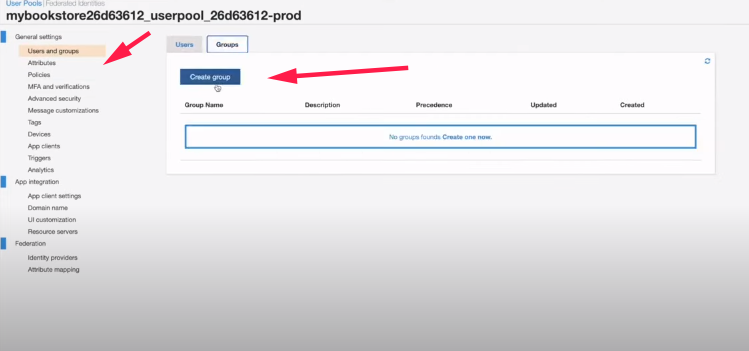 User Pools | Federated Identities
mybookstore26d63612_userpool_26d63612-prod
General settings
Users and groups
Attributes
Policies
MFA and verifications
Advanced security
Message customizations
Tags
Devices
App clients
Triggers
Analytics
App integration
App client settings
Domain name
UI customization
Resource servers
Federation
Identity providers
Attribute mapping
Users Groups
Create group
Group Name Description Precedence Updated Created
No groups founds Create one now.